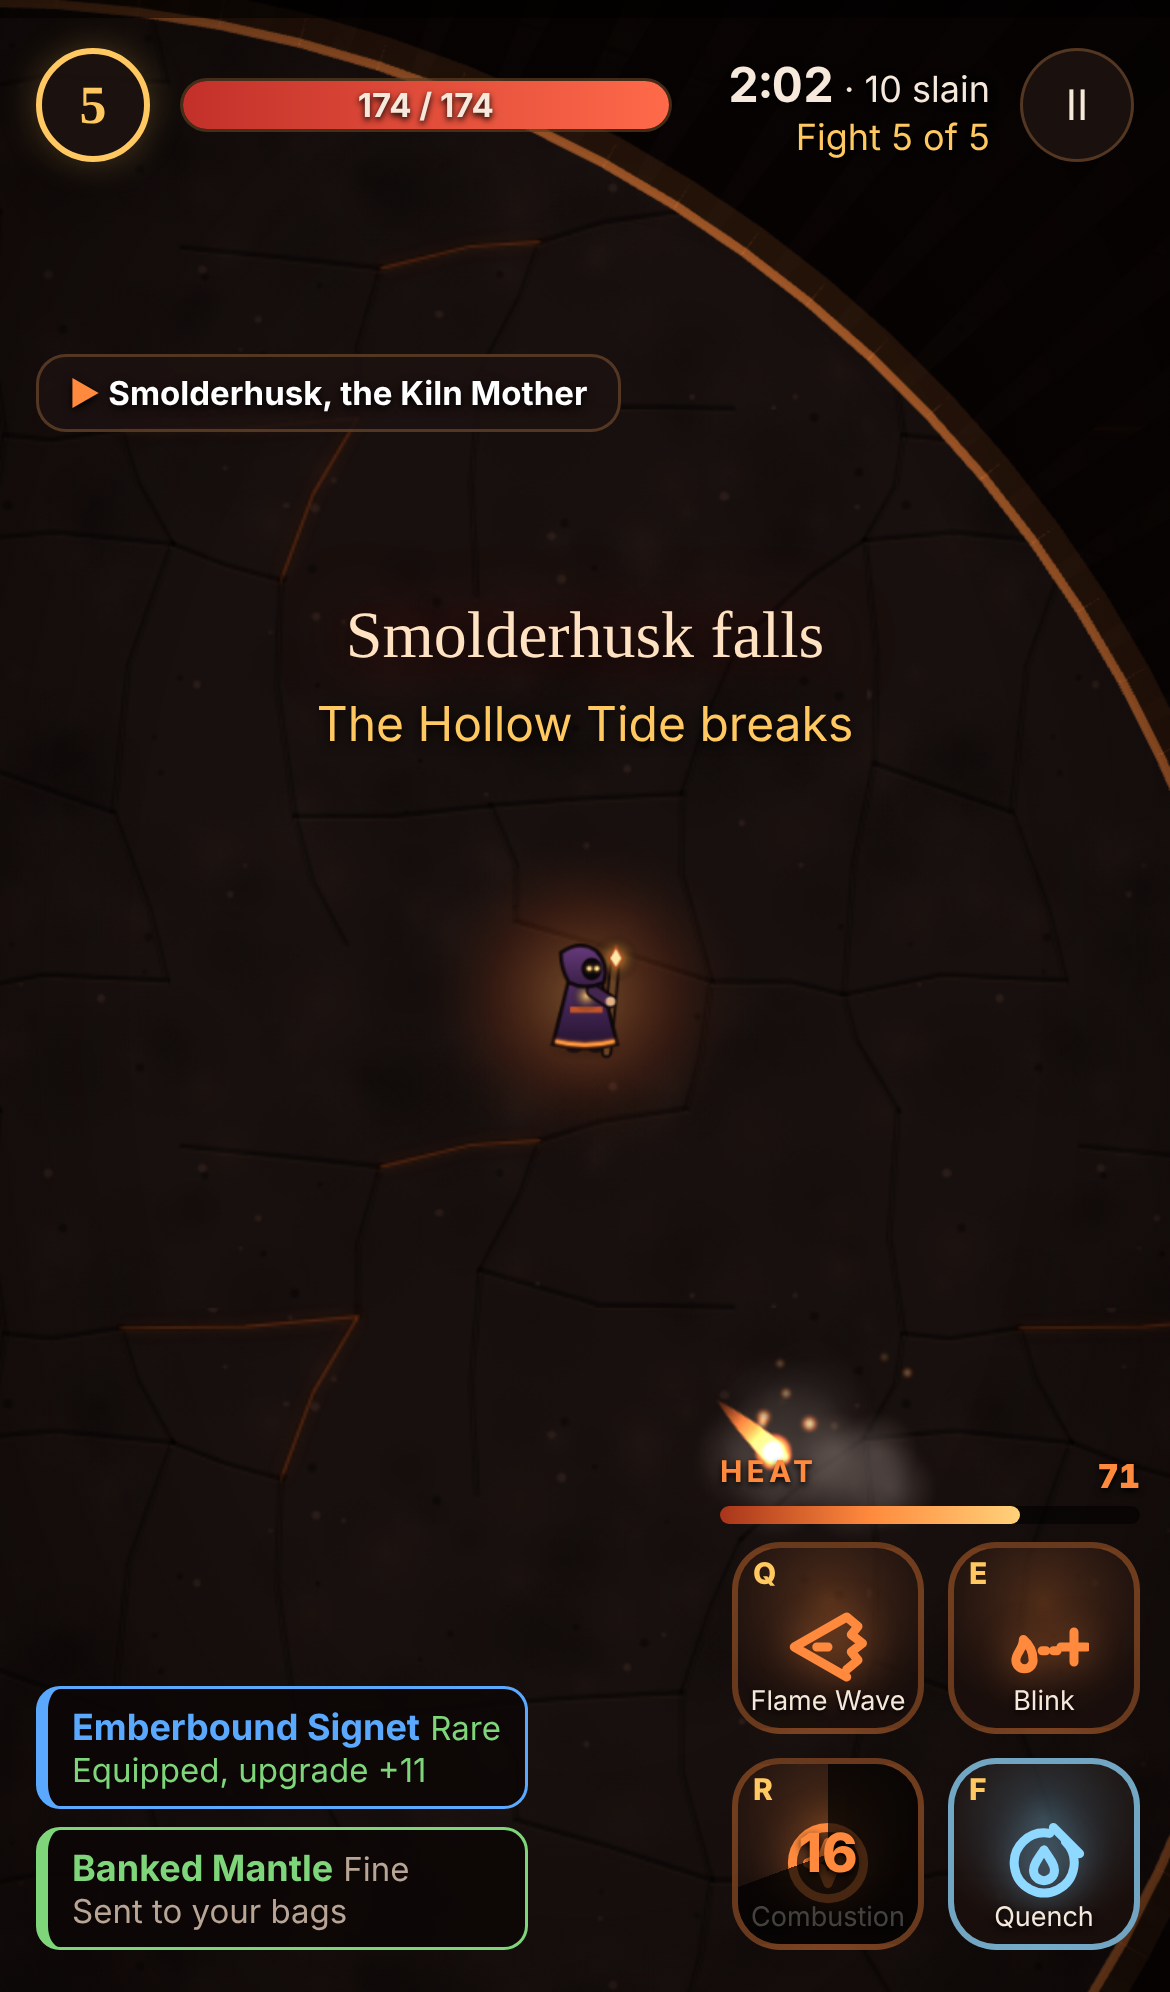 5
174 / 174
2:02 · 10 slain
Fight 5 of 5
Smolderhusk, the Kiln Mother
Smolderhusk falls
The Hollow Tide breaks
HEAT 71
Q
Flame Wave
E
Blink
R
16
Combustion
F
Quench
Emberbound Signet Rare
Equipped, upgrade +11
Banked Mantle Fine
Sent to your bags